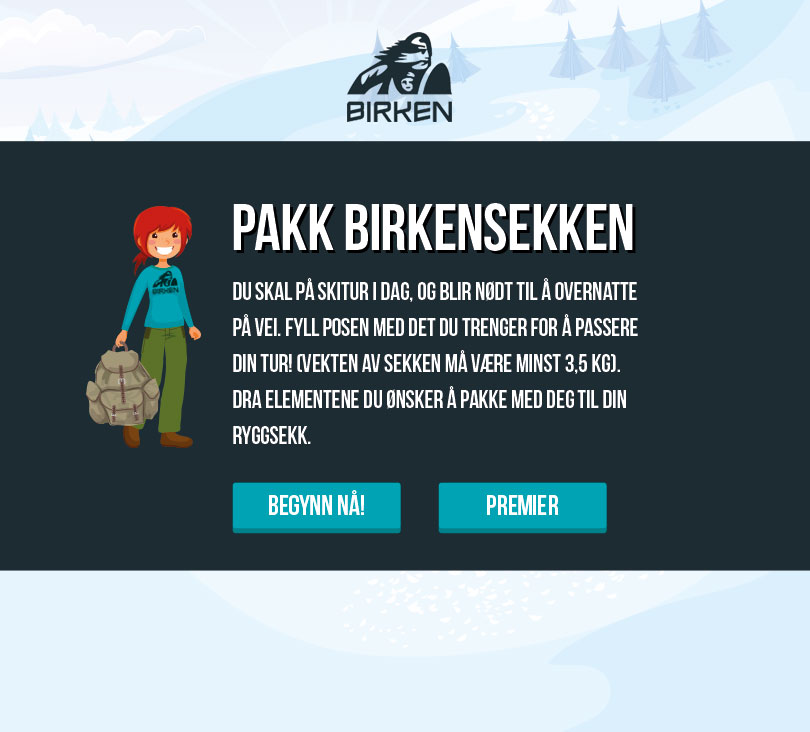 BIRKEN
PAKK BIRKENSEKKEN
BIRKEN
DU SKAL PÅ SKITUR I DAG, OG BLIR NØDT TIL Å OVERNATTE
PÅ VEI. FYLL POSEN MED DET DU TRENGER FOR Å PASSERE
DIN TUR! (VEKTEN AV SEKKEN MÅ VÆRE MINST 3,5 KG).
DRA ELEMENTENE DU ØNSKER Å PAKKE MED DEG TIL DIN
RYGGSEKK.
BEGYNN NÅ!
PREMIER